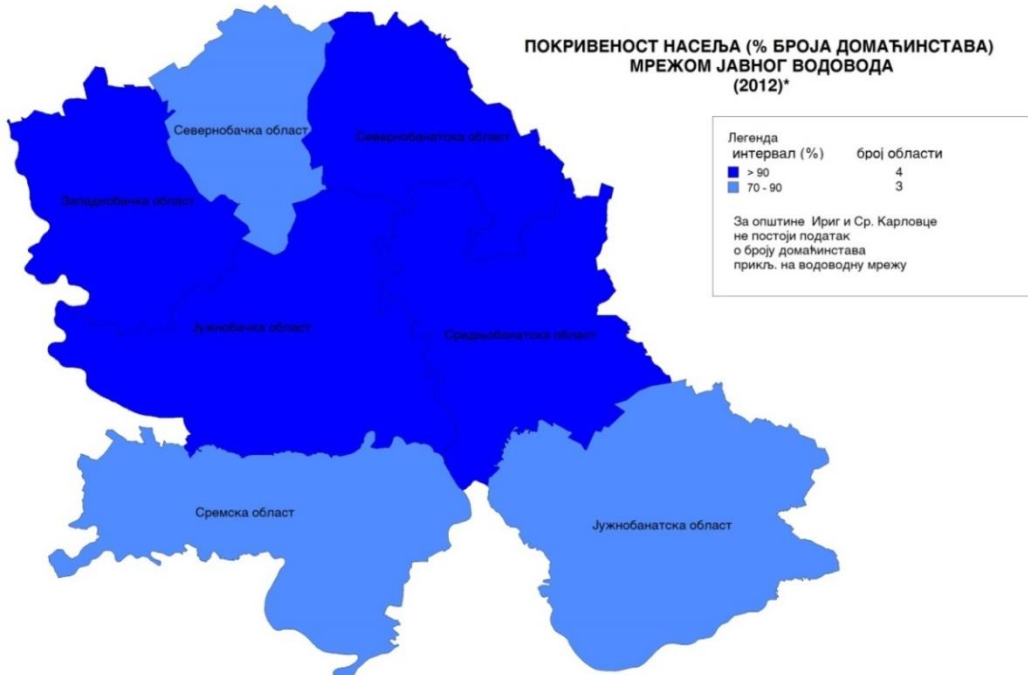 ПОКРИВЕНОСТ НАСЕЉА (% БРОЈА ДОМАЋИНСТАВА)
МРЕЖОМ ЈАВНОГ ВОДОВОДА
(2012)*
Легенда
интервал (%) број области
> 90 4
70 - 90 3
За општине Ириг и Ср. Карловце
не постоји податак
о броју домаћинстава
прикљ. на водоводну мрежу
Севернобачка област
Севернобанатска област
Западнобачка област
Јужнобачка област
Средњобанатска област
Сремска област
Јужнобанатска област